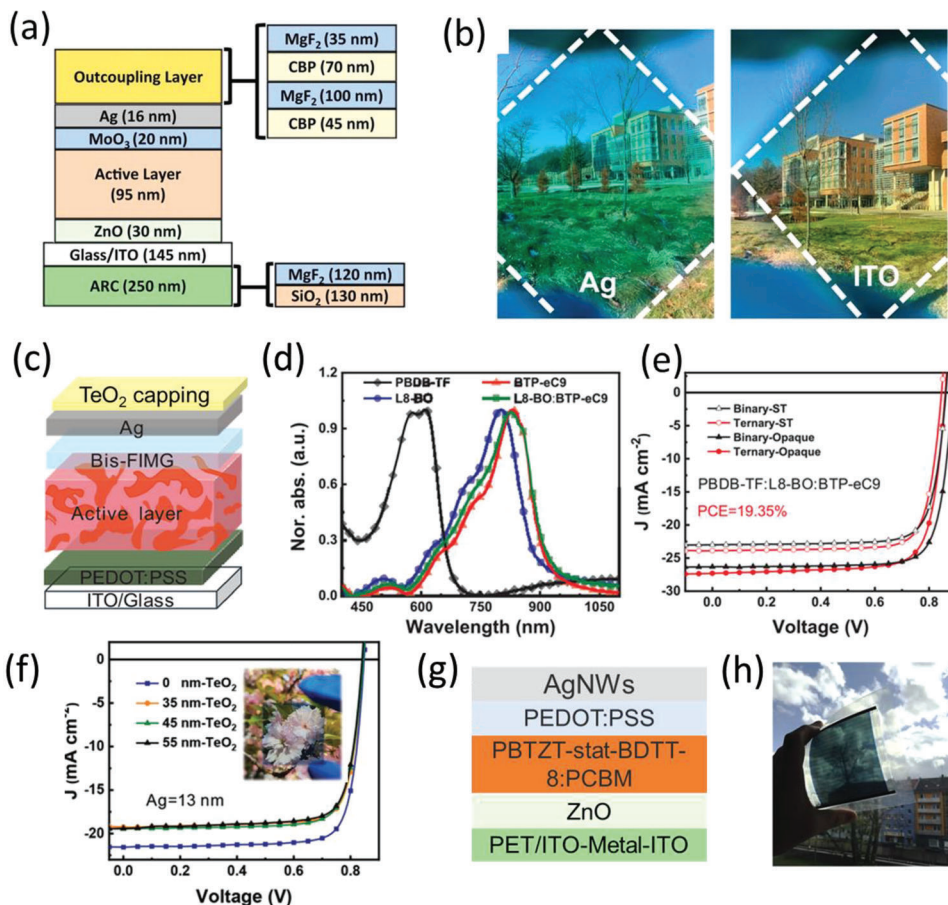 (a)
Outcoupling Layer
Ag (16 nm)
MoO₃ (20 nm)
Active Layer
(95 nm)
ZnO (30 nm)
Glass/ITO (145 nm)
ARC (250 nm)
MgF₂ (35 nm)
CBP (70 nm)
MgF₂ (100 nm)
CBP (45 nm)
MgF₂ (120 nm)
SiO₂ (130 nm)
(b)
Ag
ITO
(c)
TeO₂ capping
Ag
Bis-FIMG
Active layer
PEDOT:PSS
ITO/Glass
(d)
Nor. abs. (a.u.)
1.2
0.9
0.6
0.3
0.0
PBDB-TF
BTP-eC9
L8-BO
L8-BO:BTP-eC9
450 600 750 900 1050
Wavelength (nm)
(e)
J (mA cm⁻²)
0
-5
-10
-15
-20
-25
-30
Binary-ST
Ternary-ST
Binary-Opaque
Ternary-Opaque
PBDB-TF:L8-BO:BTP-eC9
PCE=19.35%
0.0 0.2 0.4 0.6 0.8
Voltage (V)
(f)
J (mA cm⁻²)
0
-5
-10
-15
-20
0 nm-TeO₂
35 nm-TeO₂
45 nm-TeO₂
55 nm-TeO₂
Ag=13 nm
0.0 0.2 0.4 0.6 0.8
Voltage (V)
(g)
AgNWs
PEDOT:PSS
PBTZT-stat-BDTT-
8:PCBM
ZnO
PET/ITO-Metal-ITO
(h)